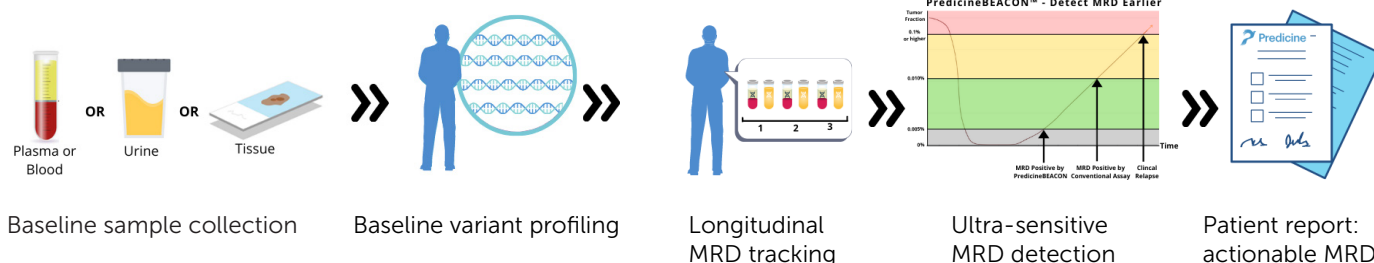 PredicineBEACON™ - Detect MRD Earlier
Tumor
Fraction
0.1%
or higher
0.010%
0.005%
0%
Time
MRD Positive by
PredicineBEACON
MRD Positive by
Conventional Assay
Clincal
Relapse
Plasma or
Blood
OR
Urine
OR
Tissue
1 2 3
Predicine™
Baseline sample collection
Baseline variant profiling
Longitudinal
MRD tracking
Ultra-sensitive
MRD detection
Patient report:
actionable MRD